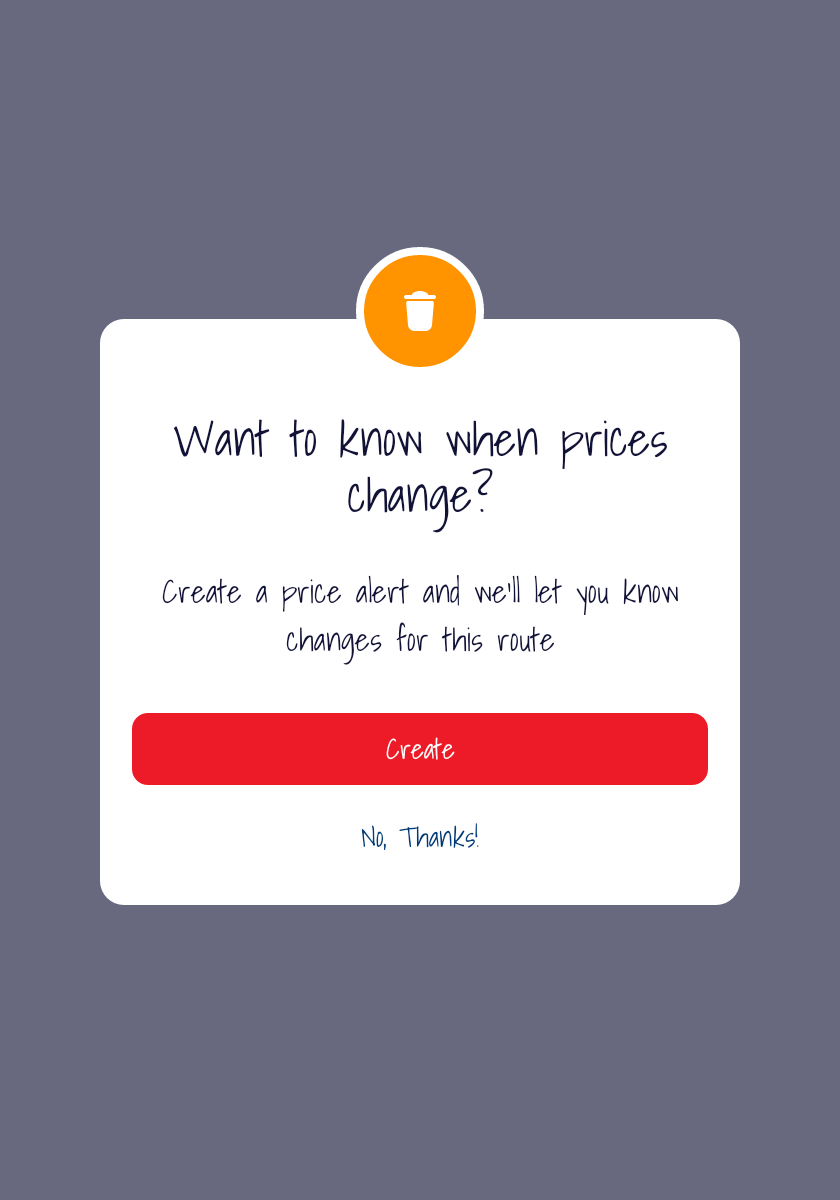 Want to know when prices
change?
Create a price alert and we'll let you know
changes for this route
Create
No, Thanks!